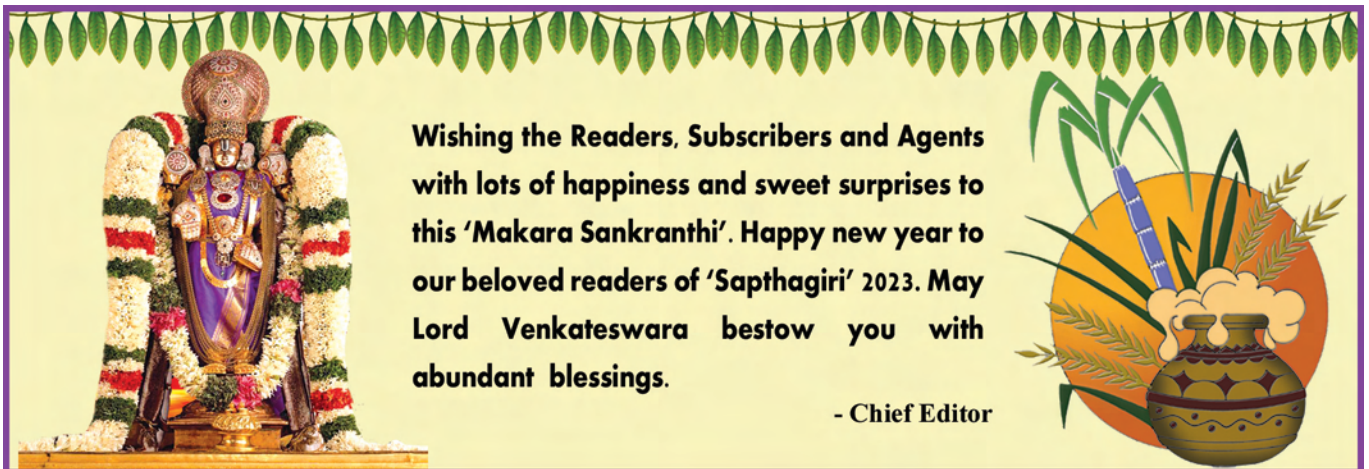 Wishing the Readers, Subscribers and Agents
with lots of happiness and sweet surprises to
this ‘Makara Sankranthi’. Happy new year to
our beloved readers of ‘Sapthagiri’ 2023. May
Lord Venkateswara bestow you with
abundant blessings.
- Chief Editor